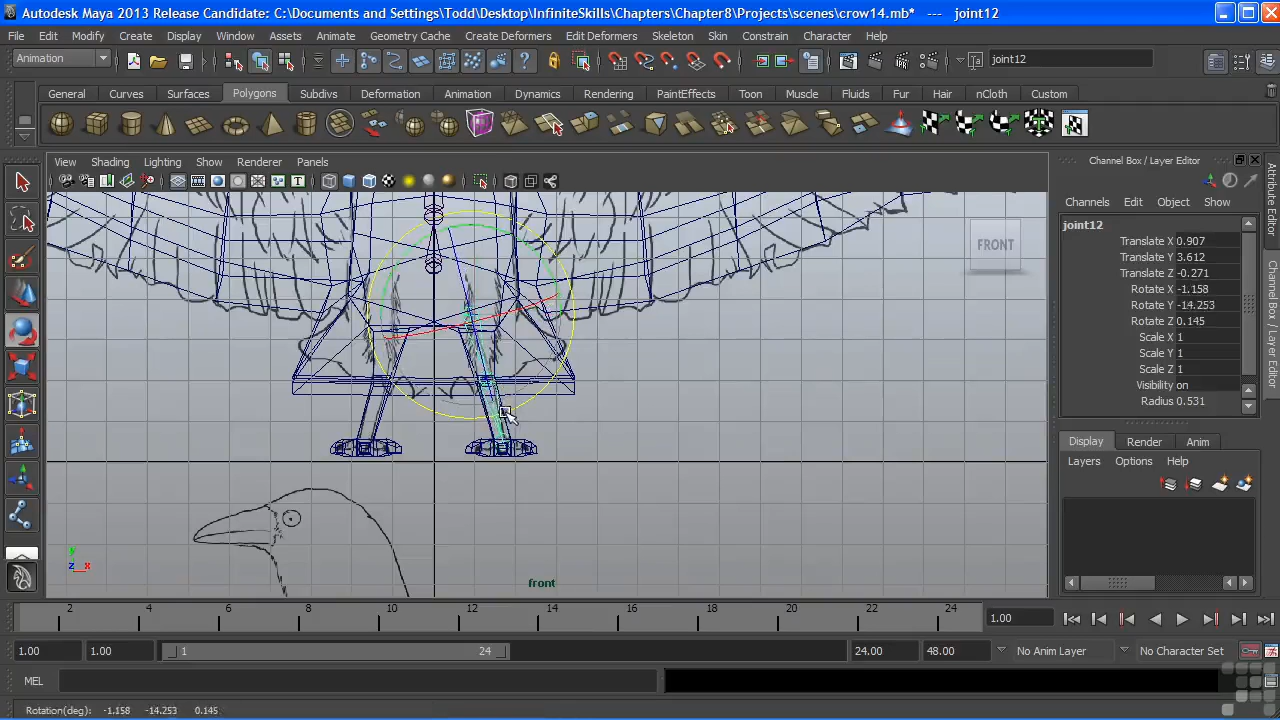 Autodesk Maya 2013 Release Candidate: C:\Documents and Settings\Todd\Desktop\InfiniteSkills\Chapters\Chapter8\Projects\scenes\crow14.mb* --- joint12
File Edit Modify Create Display Window Assets Animate Geometry Cache Create Deformers Edit Deformers Skeleton Skin Constrain Character Help
Animation joint12
General Curves Surfaces Polygons Subdivs Deformation Animation Dynamics Rendering PaintEffects Toon Muscle Fluids Fur Hair nCloth Custom
View Shading Lighting Show Renderer Panels
Channel Box / Layer Editor
Channels Edit Object Show
joint12
Translate X 0.907
Translate Y 3.612
Translate Z -0.271
Rotate X -1.158
Rotate Y -14.253
Rotate Z 0.145
Scale X 1
Scale Y 1
Scale Z 1
Visibility on
Radius 0.531
Attribute Editor
Channel Box / Layer Editor
FRONT
Display Render Anim
Layers Options Help
y
z x
front
2 4 6 8 10 12 14 16 18 20 22 24
1.00
1.00 1.00 1 24 24.00 48.00 No Anim Layer No Character Set
MEL
Rotation(deg): -1.158 -14.253 0.145